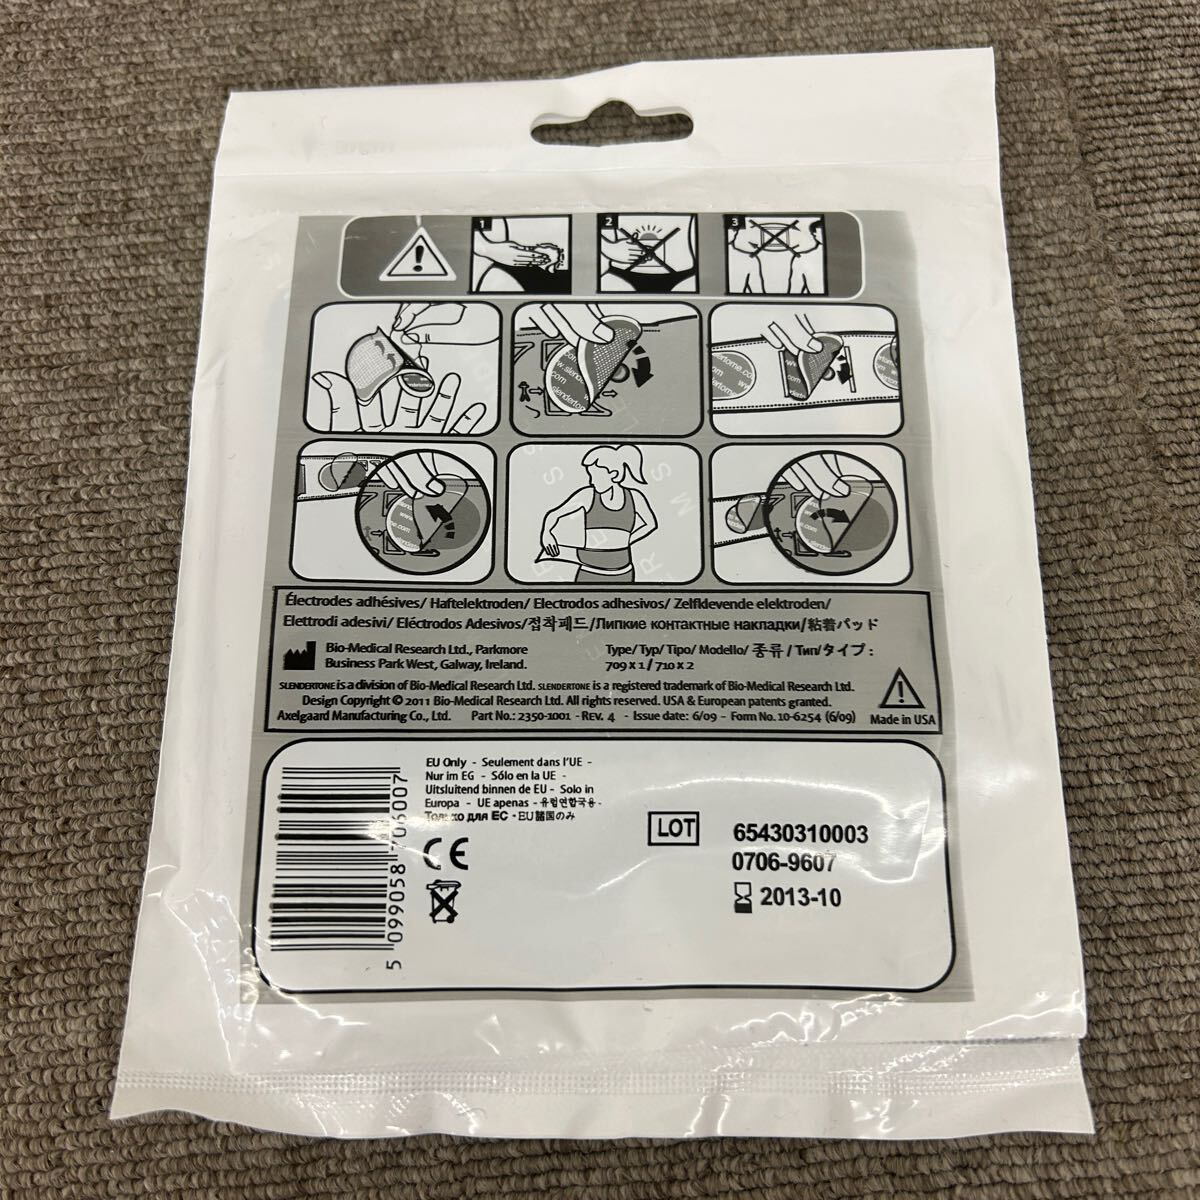 1
2
3
Électrodes adhésives/ Haftelektroden/ Electrodos adhesivos/ Zelfklevende elektroden/
Elettrodi adesivi/ Eléctrodos Adesivos/접착패드/Липкие контактные накладки/粘着パッド
Bio-Medical Research Ltd., Parkmore
Business Park West, Galway, Ireland.
Type/ Typ/ Tipo/ Modello/ 종류 / Тип/タイプ :
709 x 1 / 710 x 2
SLENDERTONE is a division of Bio-Medical Research Ltd. SLENDERTONE is a registered trademark of Bio-Medical Research Ltd.
Design Copyright © 2011 Bio-Medical Research Ltd. All rights reserved. USA & European patents granted.
Axelgaard Manufacturing Co., Ltd. Part No.: 2350-1001 - REV. 4 - Issue date: 6/09 - Form No. 10-6254 (6/09)
Made in USA
EU Only - Seulement dans l'UE -
Nur im EG - Sólo en la UE -
Uitsluitend binnen de EU - Solo in
Europa - UE apenas -유럽연합국용-
Только для ЕС・EU諸国のみ
CE
5 099058 706007
LOT
65430310003
0706-9607
2013-10